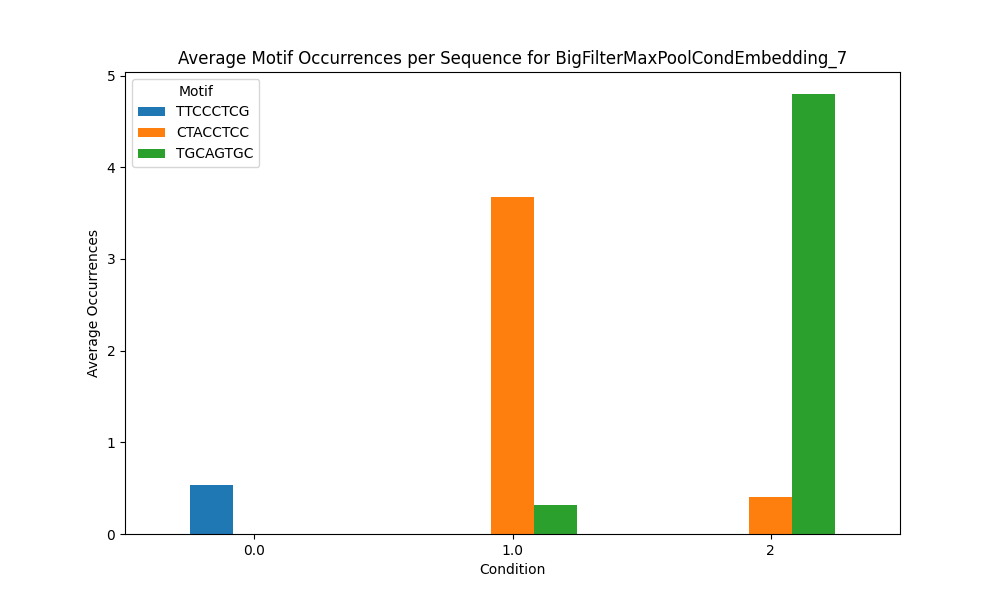 Average Motif Occurrences per Sequence for BigFilterMaxPoolCondEmbedding_7
Motif
TTCCCTCG
CTACCTCC
TGCAGTGC
5
4
3
2
1
0
Average Occurrences
0.0
1.0
2
Condition